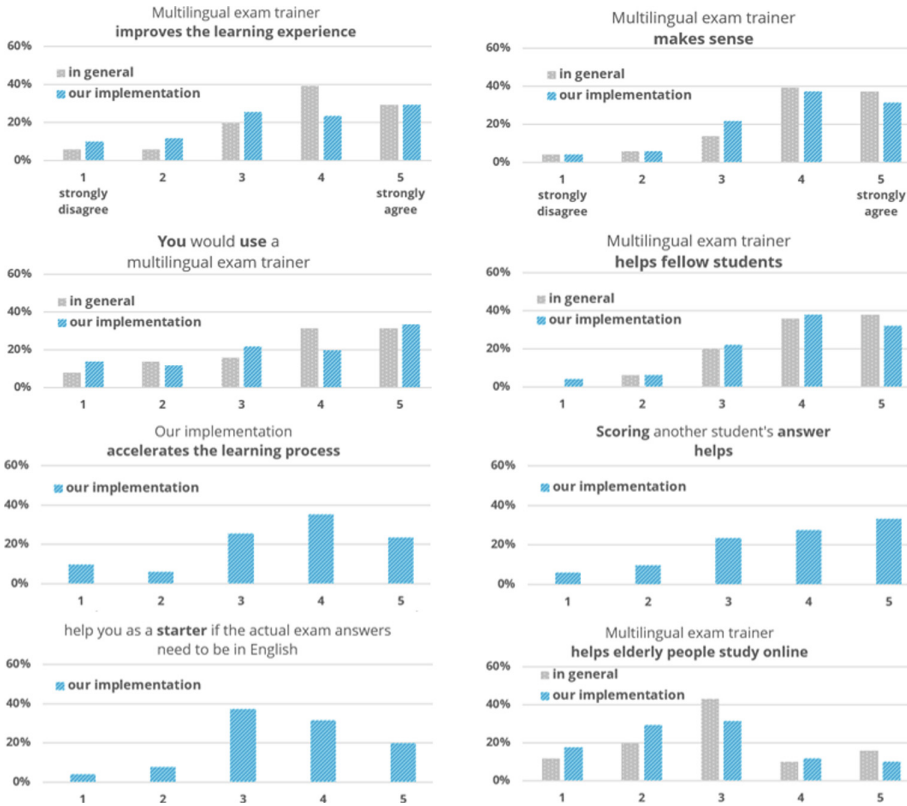 Multilingual exam trainer
improves the learning experience
60%
in general
40%
our implementation
20%
0%
1
2
3
4
5
strongly
disagree
strongly
agree
Multilingual exam trainer
makes sense
60%
in general
40%
our implementation
20%
0%
1
2
3
4
5
strongly
disagree
strongly
agree
You would use a
multilingual exam trainer
60%
in general
40%
our implementation
20%
0%
1
2
3
4
5
Multilingual exam trainer
helps fellow students
60%
in general
40%
our implementation
20%
0%
1
2
3
4
5
Our implementation
accelerates the learning process
60%
our implementation
40%
20%
0%
1
2
3
4
5
Scoring another student's answer
helps
60%
our implementation
40%
20%
0%
1
2
3
4
5
help you as a starter if the actual exam answers
need to be in English
60%
our implementation
40%
20%
0%
1
2
3
4
5
Multilingual exam trainer
helps elderly people study online
60%
in general
our implementation
40%
20%
0%
1
2
3
4
5